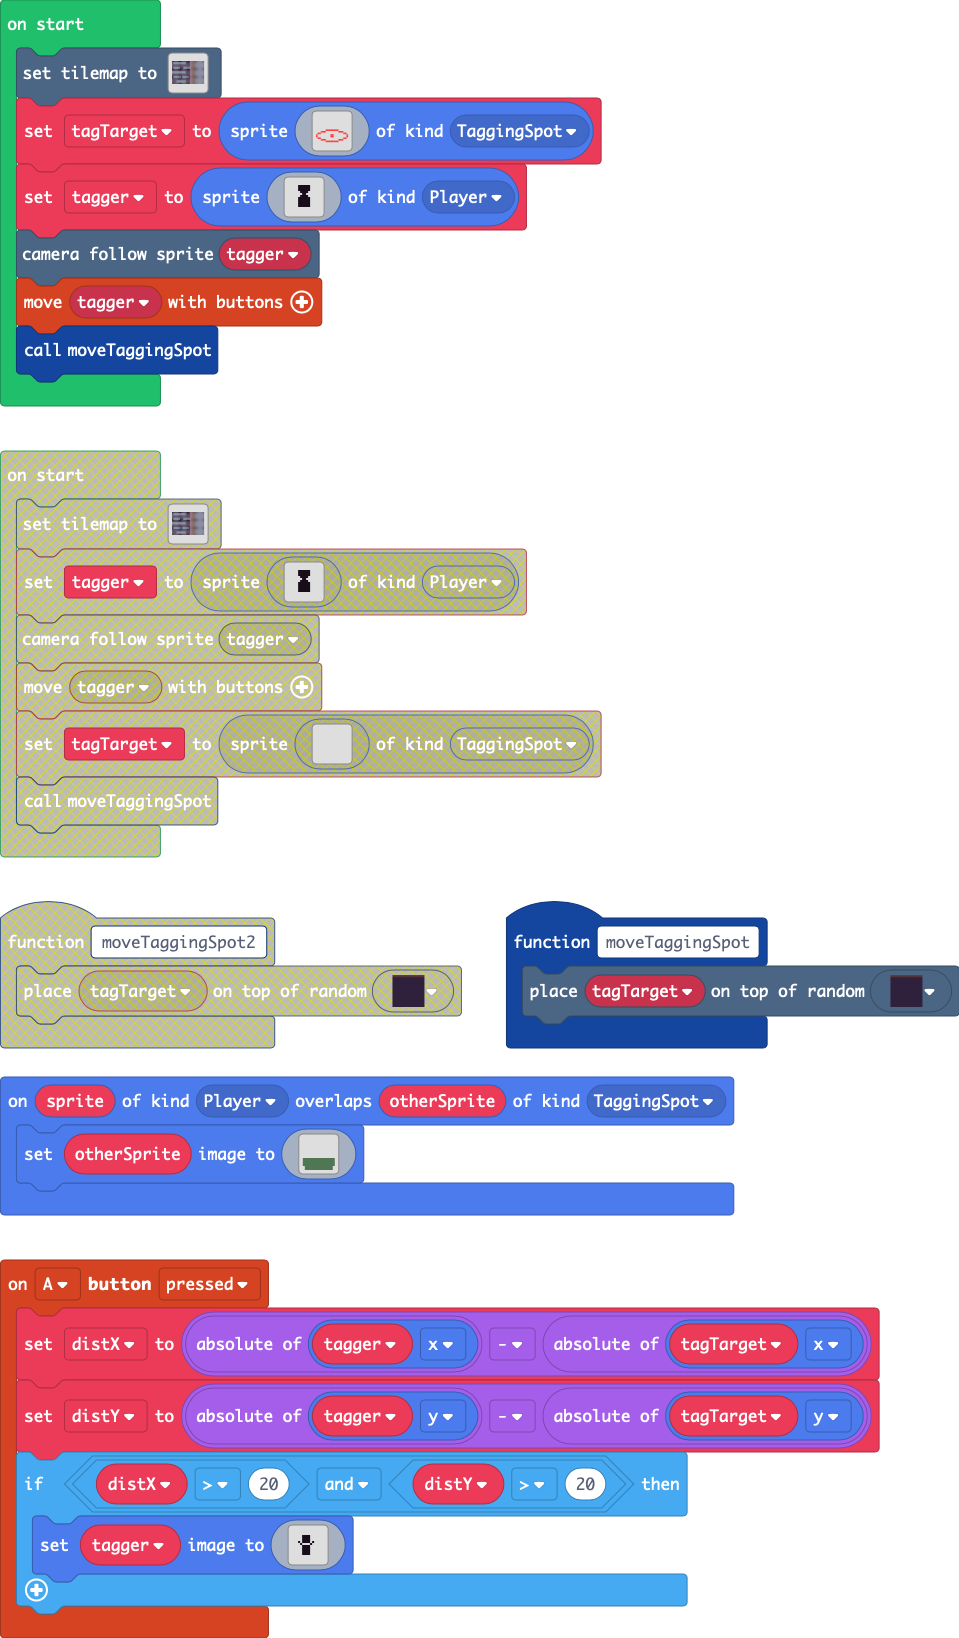 on start
set tilemap to
set tagTarget to sprite of kind TaggingSpot
set tagger to sprite of kind Player
camera follow sprite tagger
move tagger with buttons
call moveTaggingSpot
on start
set tilemap to
set tagger to sprite of kind Player
camera follow sprite tagger
move tagger with buttons
set tagTarget to sprite of kind TaggingSpot
call moveTaggingSpot
function moveTaggingSpot2
place tagTarget on top of random
function moveTaggingSpot
place tagTarget on top of random
on sprite of kind Player overlaps otherSprite of kind TaggingSpot
set otherSprite image to
on A button pressed
set distX to absolute of tagger x - absolute of tagTarget x
set distY to absolute of tagger y - absolute of tagTarget y
if distX > 20 and distY > 20 then
set tagger image to